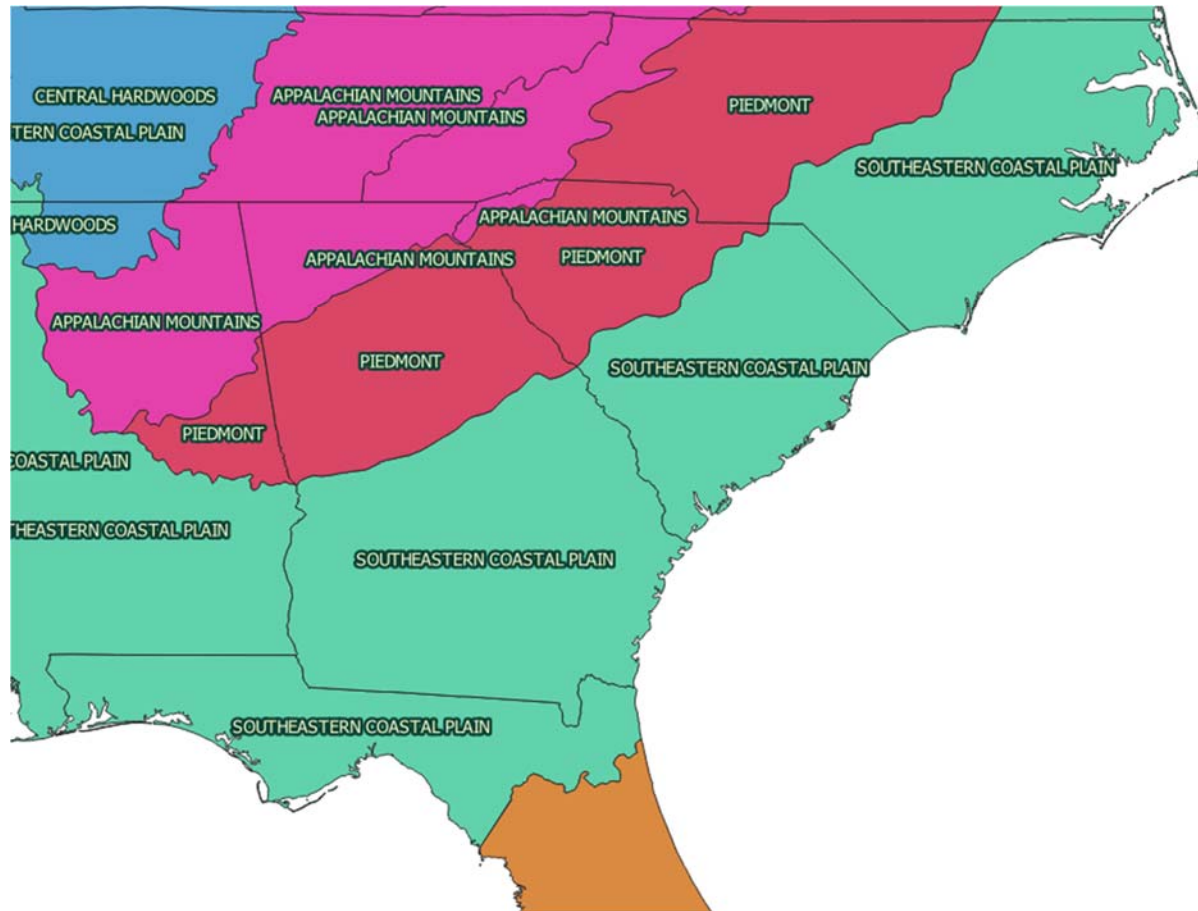 CENTRAL HARDWOODS
APPALACHIAN MOUNTAINS
PIEDMONT
APPALACHIAN MOUNTAINS
TERN COASTAL PLAIN
SOUTHEASTERN COASTAL PLAIN
HARDWOODS
APPALACHIAN MOUNTAINS
PIEDMONT
APPALACHIAN MOUNTAINS
APPALACHIAN MOUNTAINS
PIEDMONT
SOUTHEASTERN COASTAL PLAIN
PIEDMONT
COASTAL PLAIN
THEASTERN COASTAL PLAIN
SOUTHEASTERN COASTAL PLAIN
SOUTHEASTERN COASTAL PLAIN